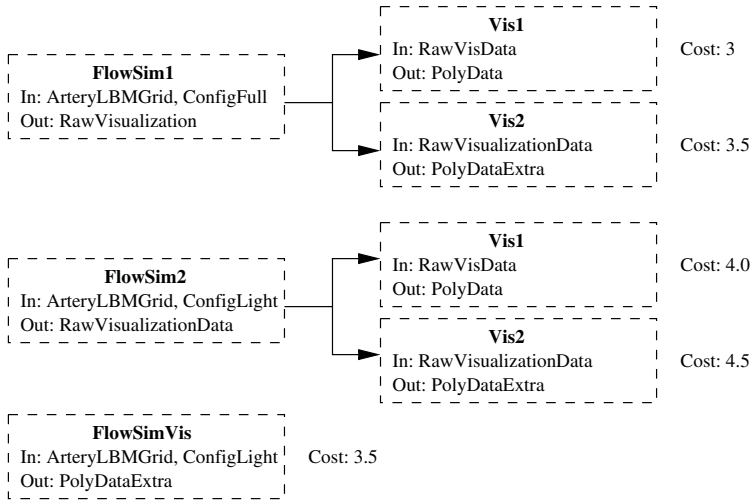 Vis1
In: RawVisData
Out: PolyData
Cost: 3
FlowSim1
In: ArteryLBMGrid, ConfigFull
Out: RawVisualization
Vis2
In: RawVisualizationData
Out: PolyDataExtra
Cost: 3.5
Vis1
In: RawVisData
Out: PolyData
Cost: 4.0
FlowSim2
In: ArteryLBMGrid, ConfigLight
Out: RawVisualizationData
Vis2
In: RawVisualizationData
Out: PolyDataExtra
Cost: 4.5
FlowSimVis
In: ArteryLBMGrid, ConfigLight
Out: PolyDataExtra
Cost: 3.5